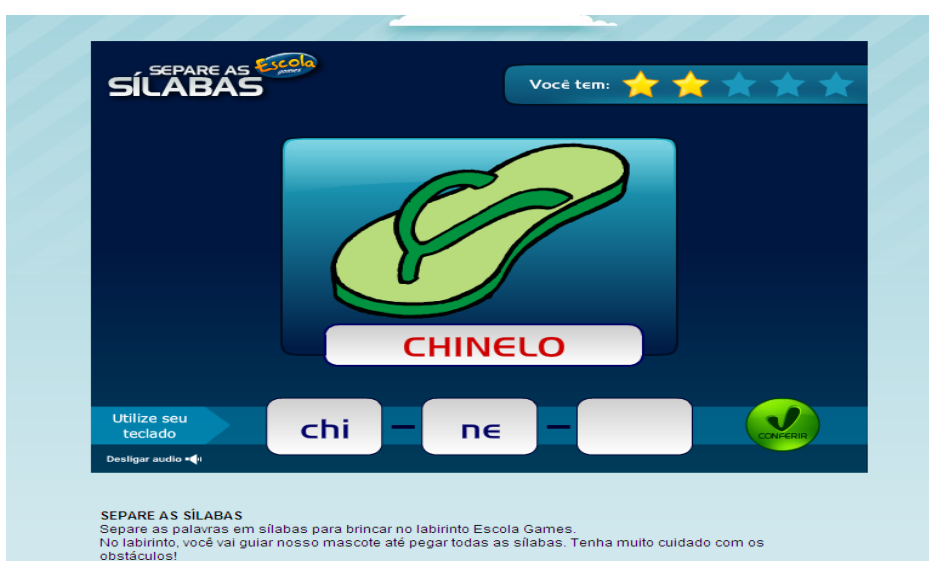 SEPARE AS
SÍLABAS
Escola
games
Você tem:
CHINELO
Utilize seu
teclado
chi - ne -
CONFERIR
Desligar audio
SEPARE AS SÍLABAS
Separe as palavras em sílabas para brincar no labirinto Escola Games.
No labirinto, você vai guiar nosso mascote até pegar todas as sílabas. Tenha muito cuidado com os
obstáculos!